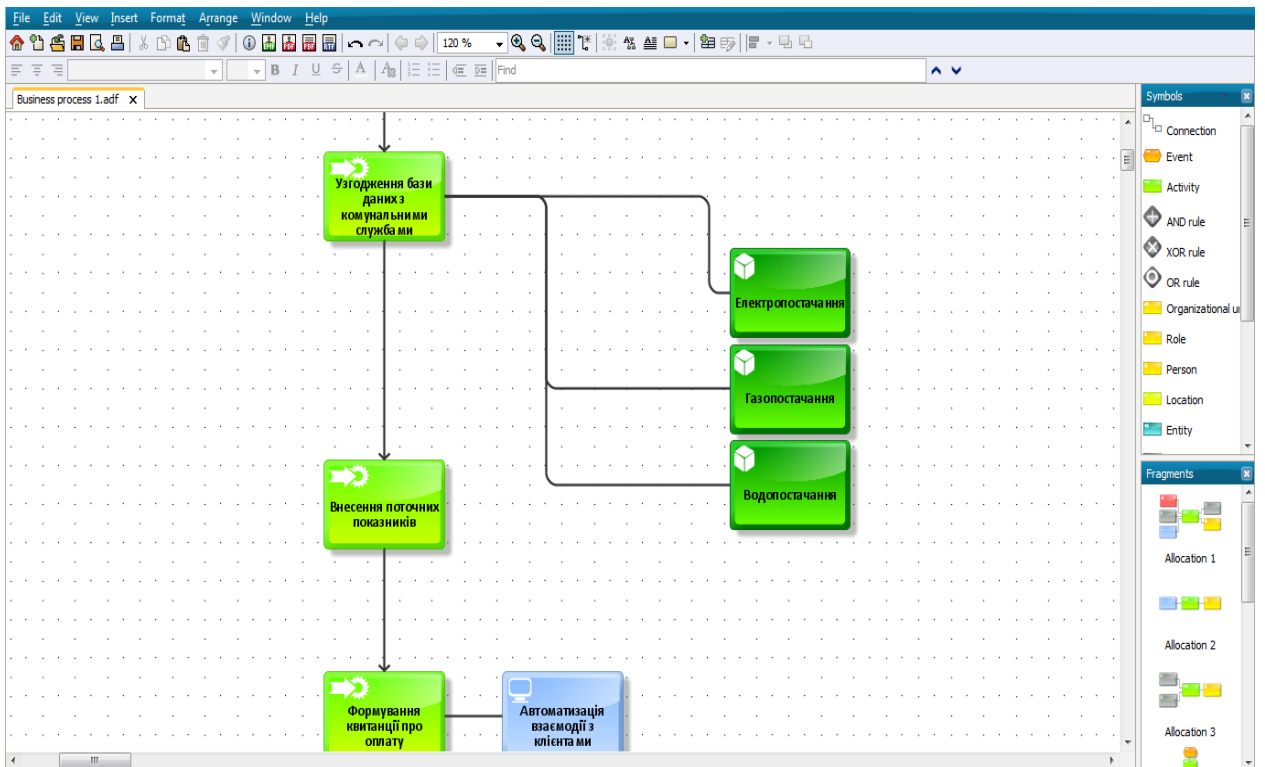 File Edit View Insert Format Arrange Window Help
120 %
B I U S A
Find
Business process 1.adf x
Symbols
Connection
Event
Activity
AND rule
XOR rule
OR rule
Organizational
Role
Person
Location
Entity
Fragments
Allocation 1
Allocation 2
Allocation 3
Узгодження бази
даних з
комунальними
службами
Електропостачання
Газопостачання
Водопостачання
Внесення поточних
показників
Формування
квитанції про
оплату
Автоматизація
взаємодії з
клієнтами